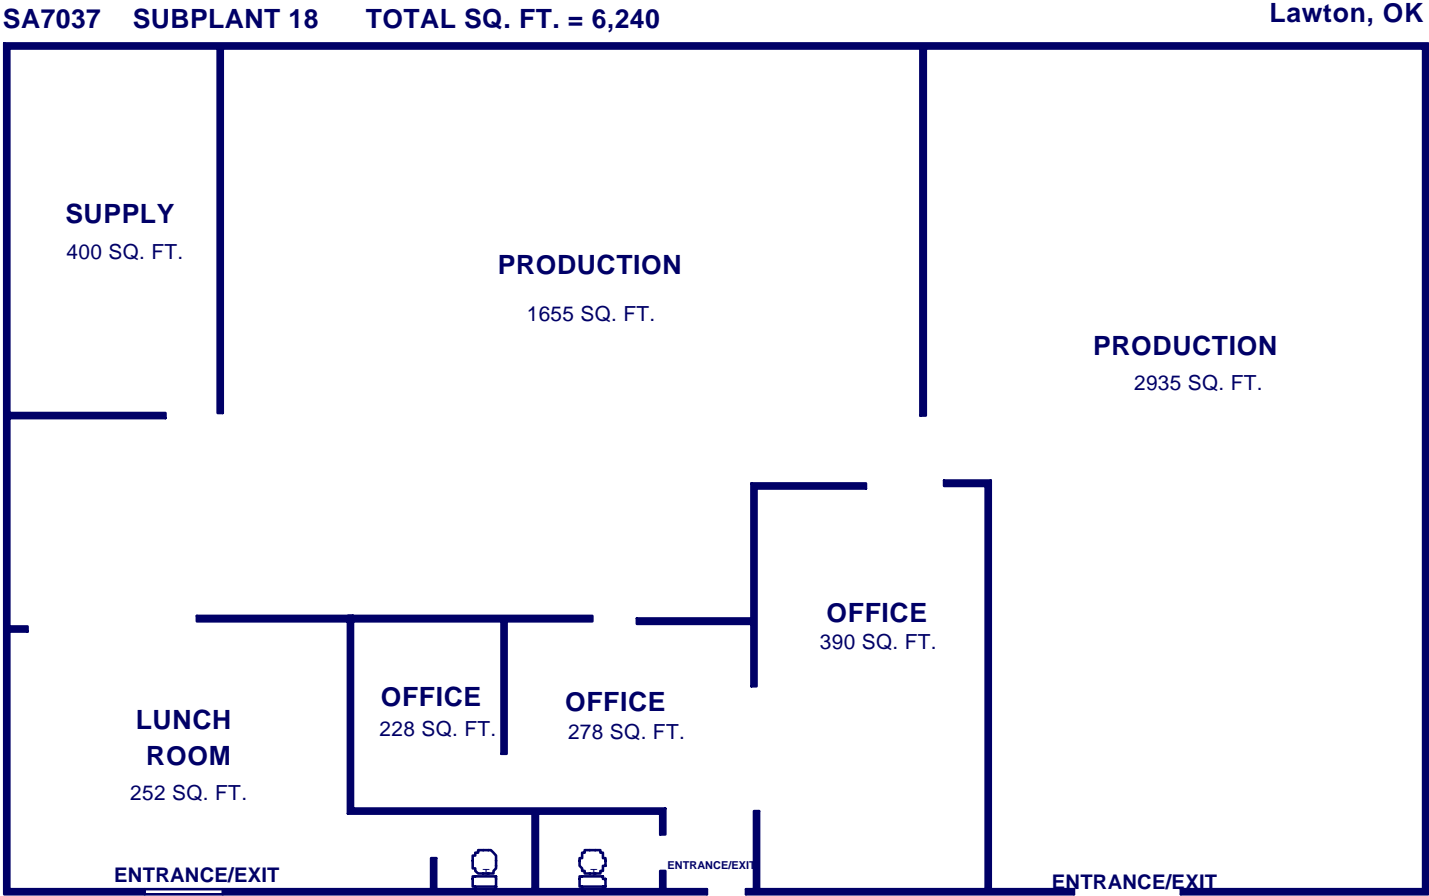 SA7037 SUBPLANT 18 TOTAL SQ. FT. = 6,240
Lawton, OK
SUPPLY
400 SQ. FT.
PRODUCTION
1655 SQ. FT.
PRODUCTION
2935 SQ. FT.
OFFICE
390 SQ. FT.
OFFICE
228 SQ. FT.
OFFICE
278 SQ. FT.
LUNCH
ROOM
252 SQ. FT.
ENTRANCE/EXIT
ENTRANCE/EXIT
ENTRANCE/EXIT